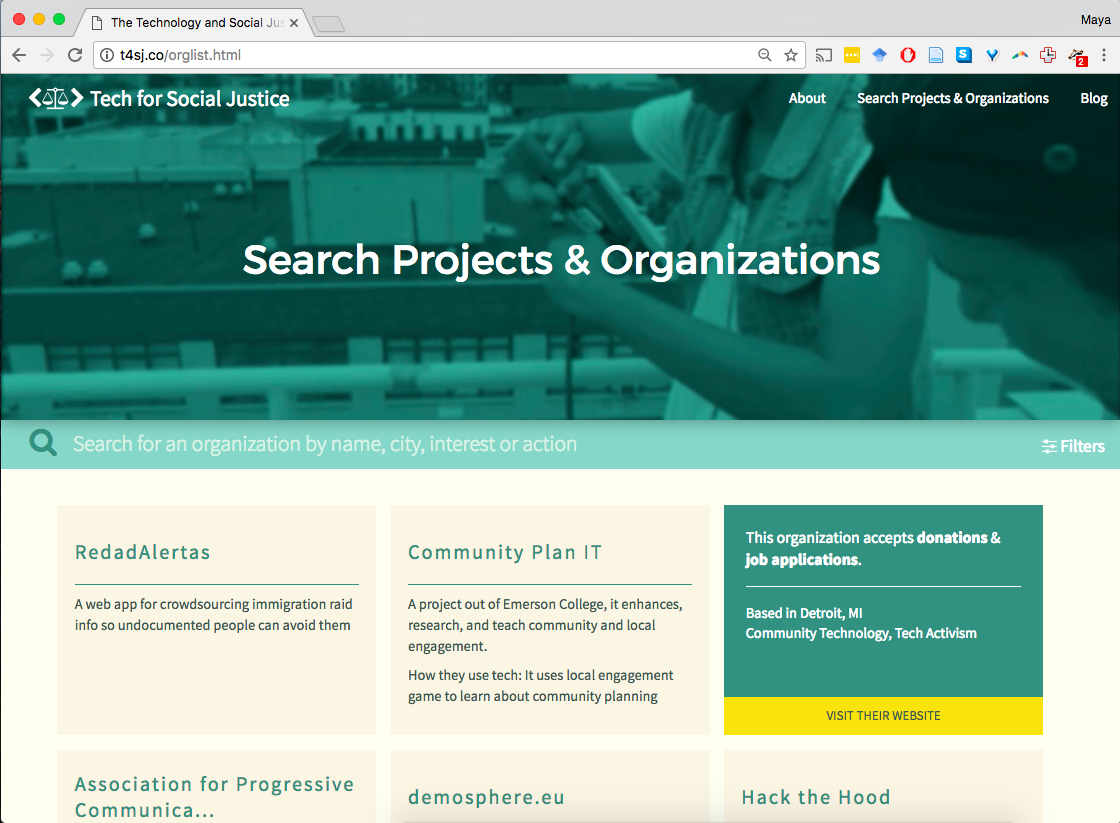 The Technology and Social Jus
Maya
t4sj.co/orglist.html
S
2
Tech for Social Justice
About
Search Projects & Organizations
Blog
Search Projects & Organizations
Search for an organization by name, city, interest or action
Filters
RedadAlertas
A web app for crowdsourcing immigration raid
info so undocumented people can avoid them
Community Plan IT
A project out of Emerson College, it enhances,
research, and teach community and local
engagement.
How they use tech: It uses local engagement
game to learn about community planning
This organization accepts donations &
job applications.
Based in Detroit, MI
Community Technology, Tech Activism
VISIT THEIR WEBSITE
Association for Progressive
Communica...
demosphere.eu
Hack the Hood